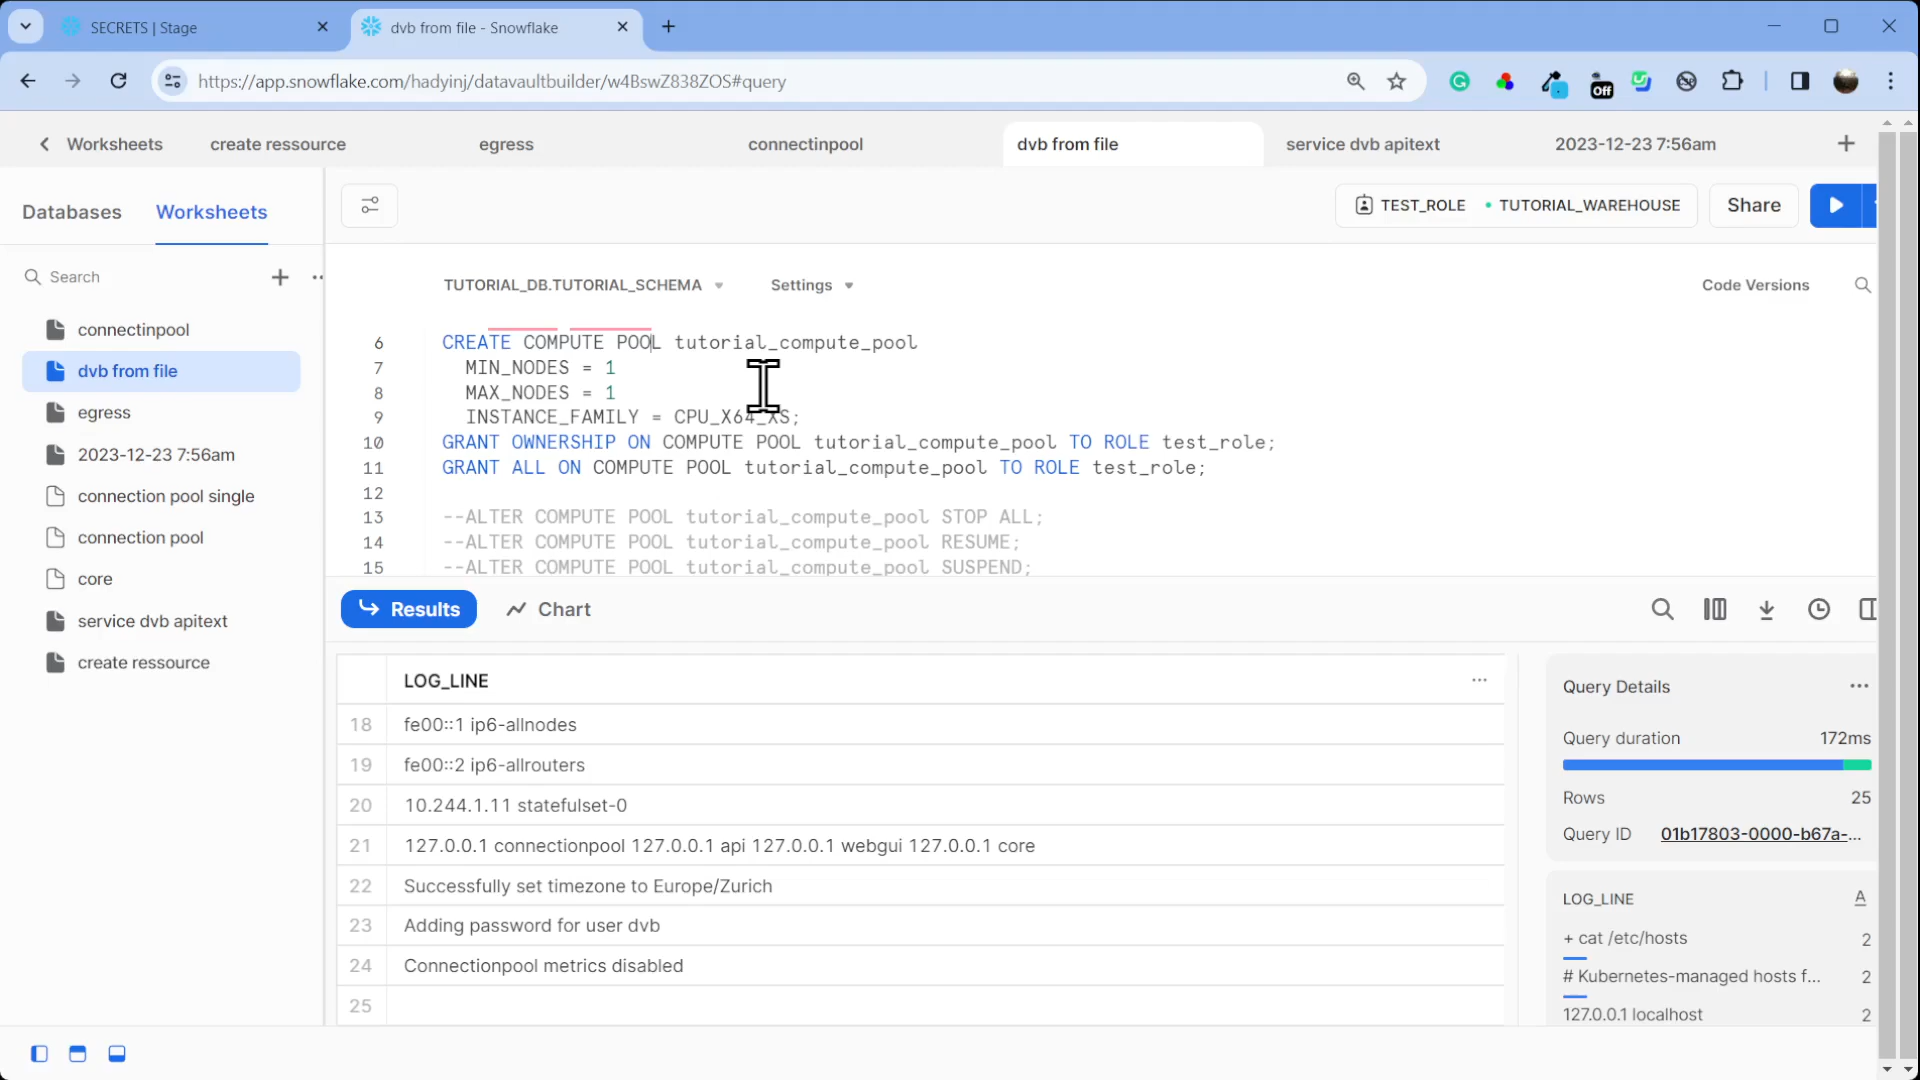 SECRETS | Stage
dvb from file - Snowflake
https://app.snowflake.com/hadyinj/datavaultbuilder/w4BswZ838ZOS#query
Off
Worksheets
create ressource
egress
connectinpool
dvb from file
service dvb apitext
2023-12-23 7:56am
Databases
Worksheets
TEST_ROLE
TUTORIAL_WAREHOUSE
Share
Search
connectinpool
dvb from file
egress
2023-12-23 7:56am
connection pool single
connection pool
core
service dvb apitext
create ressource
TUTORIAL_DB.TUTORIAL_SCHEMA
Settings
Code Versions
6 CREATE COMPUTE POOL tutorial_compute_pool
7 MIN_NODES = 1
8 MAX_NODES = 1
9 INSTANCE_FAMILY = CPU_X64_XS;
10 GRANT OWNERSHIP ON COMPUTE POOL tutorial_compute_pool TO ROLE test_role;
11 GRANT ALL ON COMPUTE POOL tutorial_compute_pool TO ROLE test_role;
12
13 --ALTER COMPUTE POOL tutorial_compute_pool STOP ALL;
14 --ALTER COMPUTE POOL tutorial_compute_pool RESUME;
15 --ALTER COMPUTE POOL tutorial_compute_pool SUSPEND;
Results
Chart
LOG_LINE
18 fe00::1 ip6-allnodes
19 fe00::2 ip6-allrouters
20 10.244.1.11 statefulset-0
21 127.0.0.1 connectionpool 127.0.0.1 api 127.0.0.1 webgui 127.0.0.1 core
22 Successfully set timezone to Europe/Zurich
23 Adding password for user dvb
24 Connectionpool metrics disabled
25
Query Details
Query duration 172ms
Rows 25
Query ID 01b17803-0000-b67a-...
LOG_LINE A
+ cat /etc/hosts 2
# Kubernetes-managed hosts f... 2
127.0.0.1 localhost 2